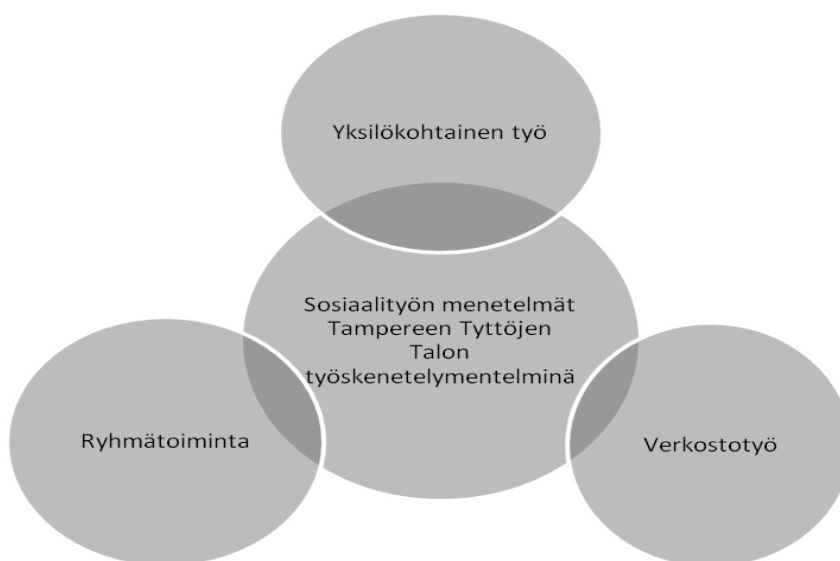 Yksilökohtainen työ
Sosiaalityön menetelmät
Tampereen Tyttöjen
Talon
työskenetelymentelminä
Ryhmätoiminta
Verkostotyö